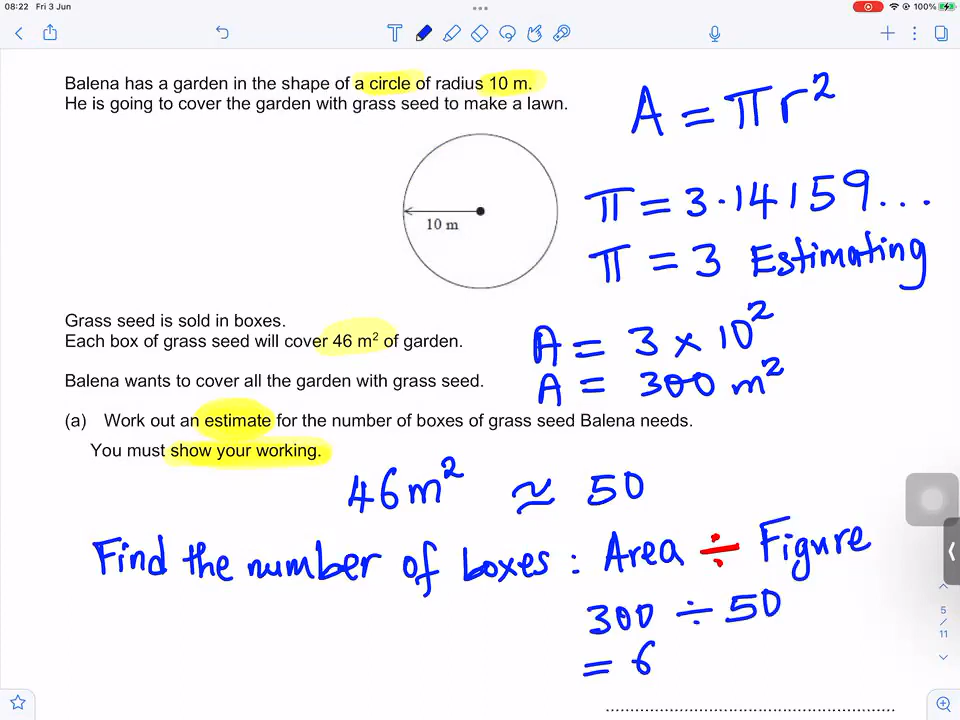 08:22 Fri 3 Jun
100%
Balena has a garden in the shape of a circle of radius 10 m.
He is going to cover the garden with grass seed to make a lawn.
A = πr²
10 m
π = 3.14159...
π = 3 Estimating
Grass seed is sold in boxes.
Each box of grass seed will cover 46 m² of garden.
A = 3 × 10²
Balena wants to cover all the garden with grass seed.
A = 300 m²
(a) Work out an estimate for the number of boxes of grass seed Balena needs.
You must show your working.
46m² ≈ 50
Find the number of boxes : Area ÷ Figure
300 ÷ 50
= 6
5
/
11